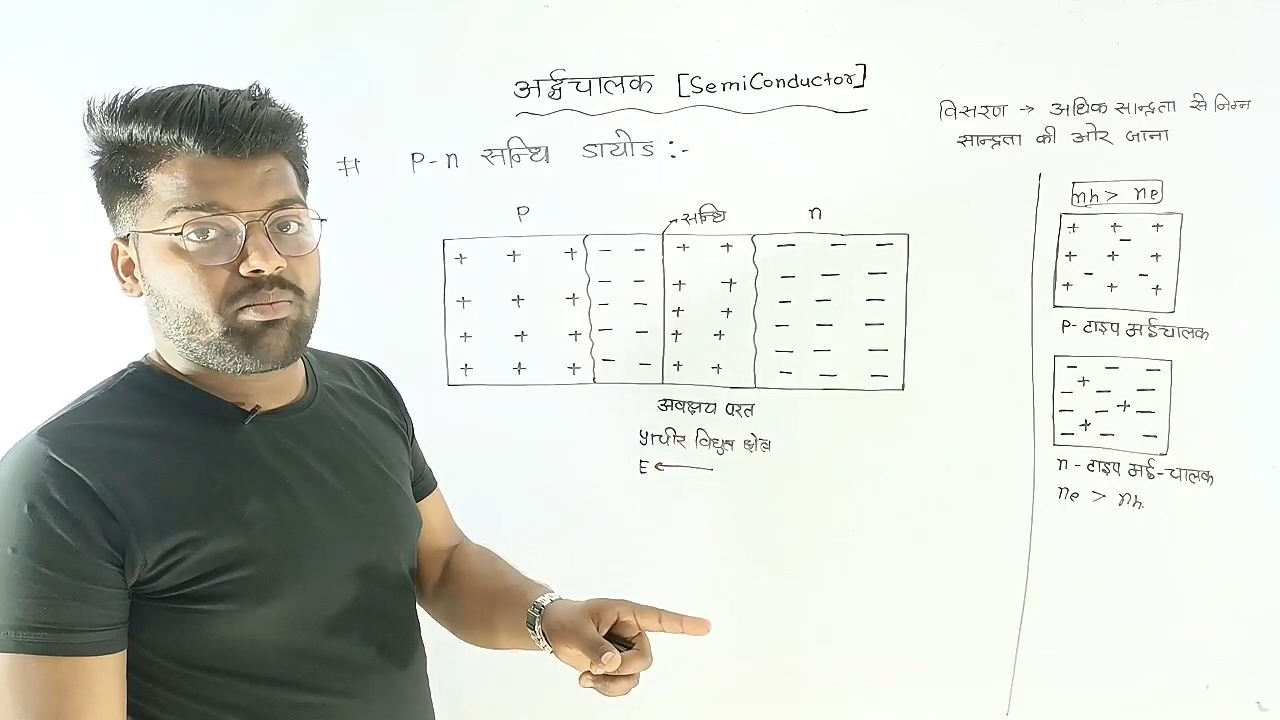 अर्द्धचालक [SemiConductor]
# P-n सन्धि डायोड :-
विसरण → अधिक सान्द्रता से निम्न
सान्द्रता की ओर जाना
P सन्धि n
अवक्षय परत
प्राचीर विद्युत क्षेत्र
E ←
nh > ne
P-टाइप अर्द्धचालक
n-टाइप अर्द्ध-चालक
ne > nh.